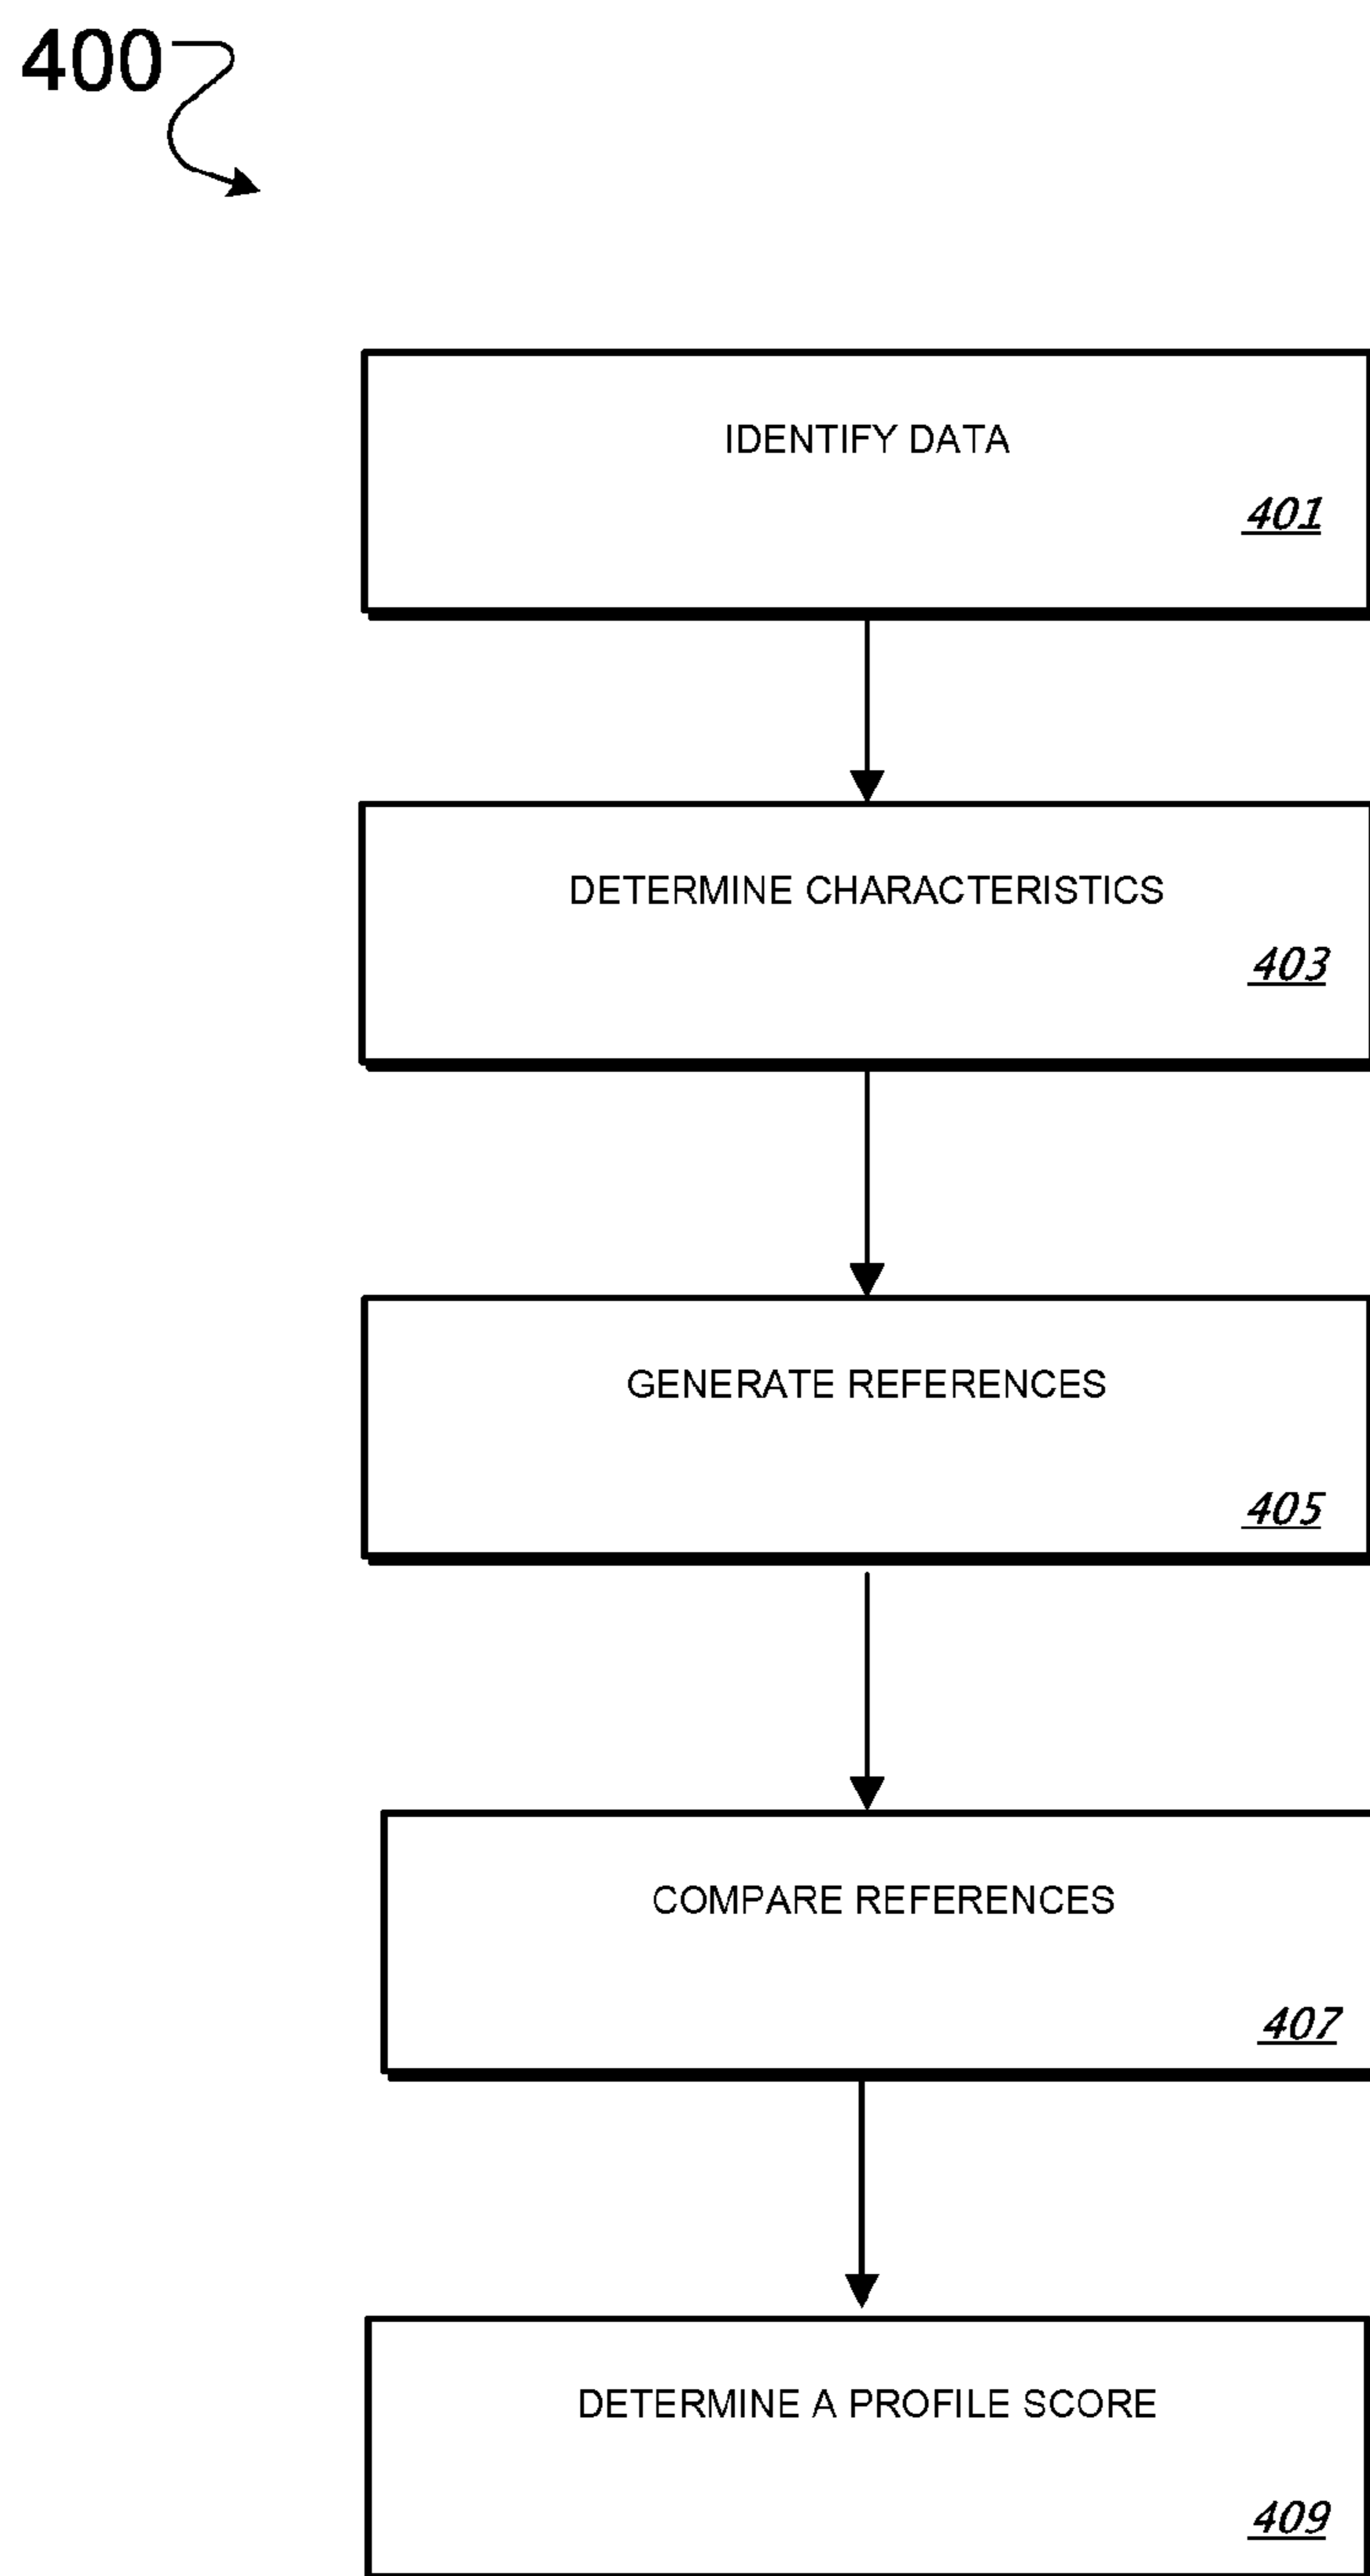 400
IDENTIFY DATA
401
DETERMINE CHARACTERISTICS
403
GENERATE REFERENCES
405
COMPARE REFERENCES
407
DETERMINE A PROFILE SCORE
409